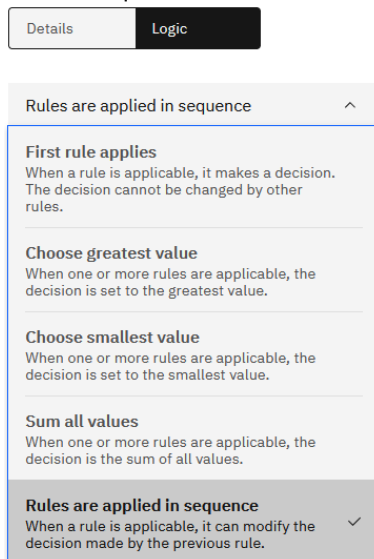 Details
Logic
Rules are applied in sequence
First rule applies
When a rule is applicable, it makes a decision.
The decision cannot be changed by other
rules.
Choose greatest value
When one or more rules are applicable, the
decision is set to the greatest value.
Choose smallest value
When one or more rules are applicable, the
decision is set to the smallest value.
Sum all values
When one or more rules are applicable, the
decision is the sum of all values.
Rules are applied in sequence
When a rule is applicable, it can modify the
decision made by the previous rule.